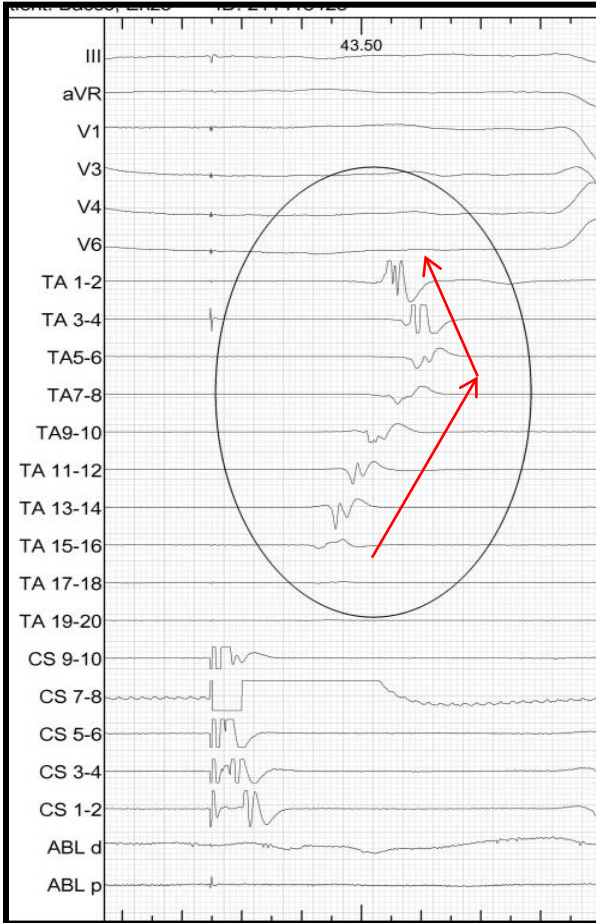 43.50
III
aVR
V1
V3
V4
V6
TA 1-2
TA 3-4
TA5-6
TA7-8
TA9-10
TA 11-12
TA 13-14
TA 15-16
TA 17-18
TA 19-20
CS 9-10
CS 7-8
CS 5-6
CS 3-4
CS 1-2
ABL d
ABL p